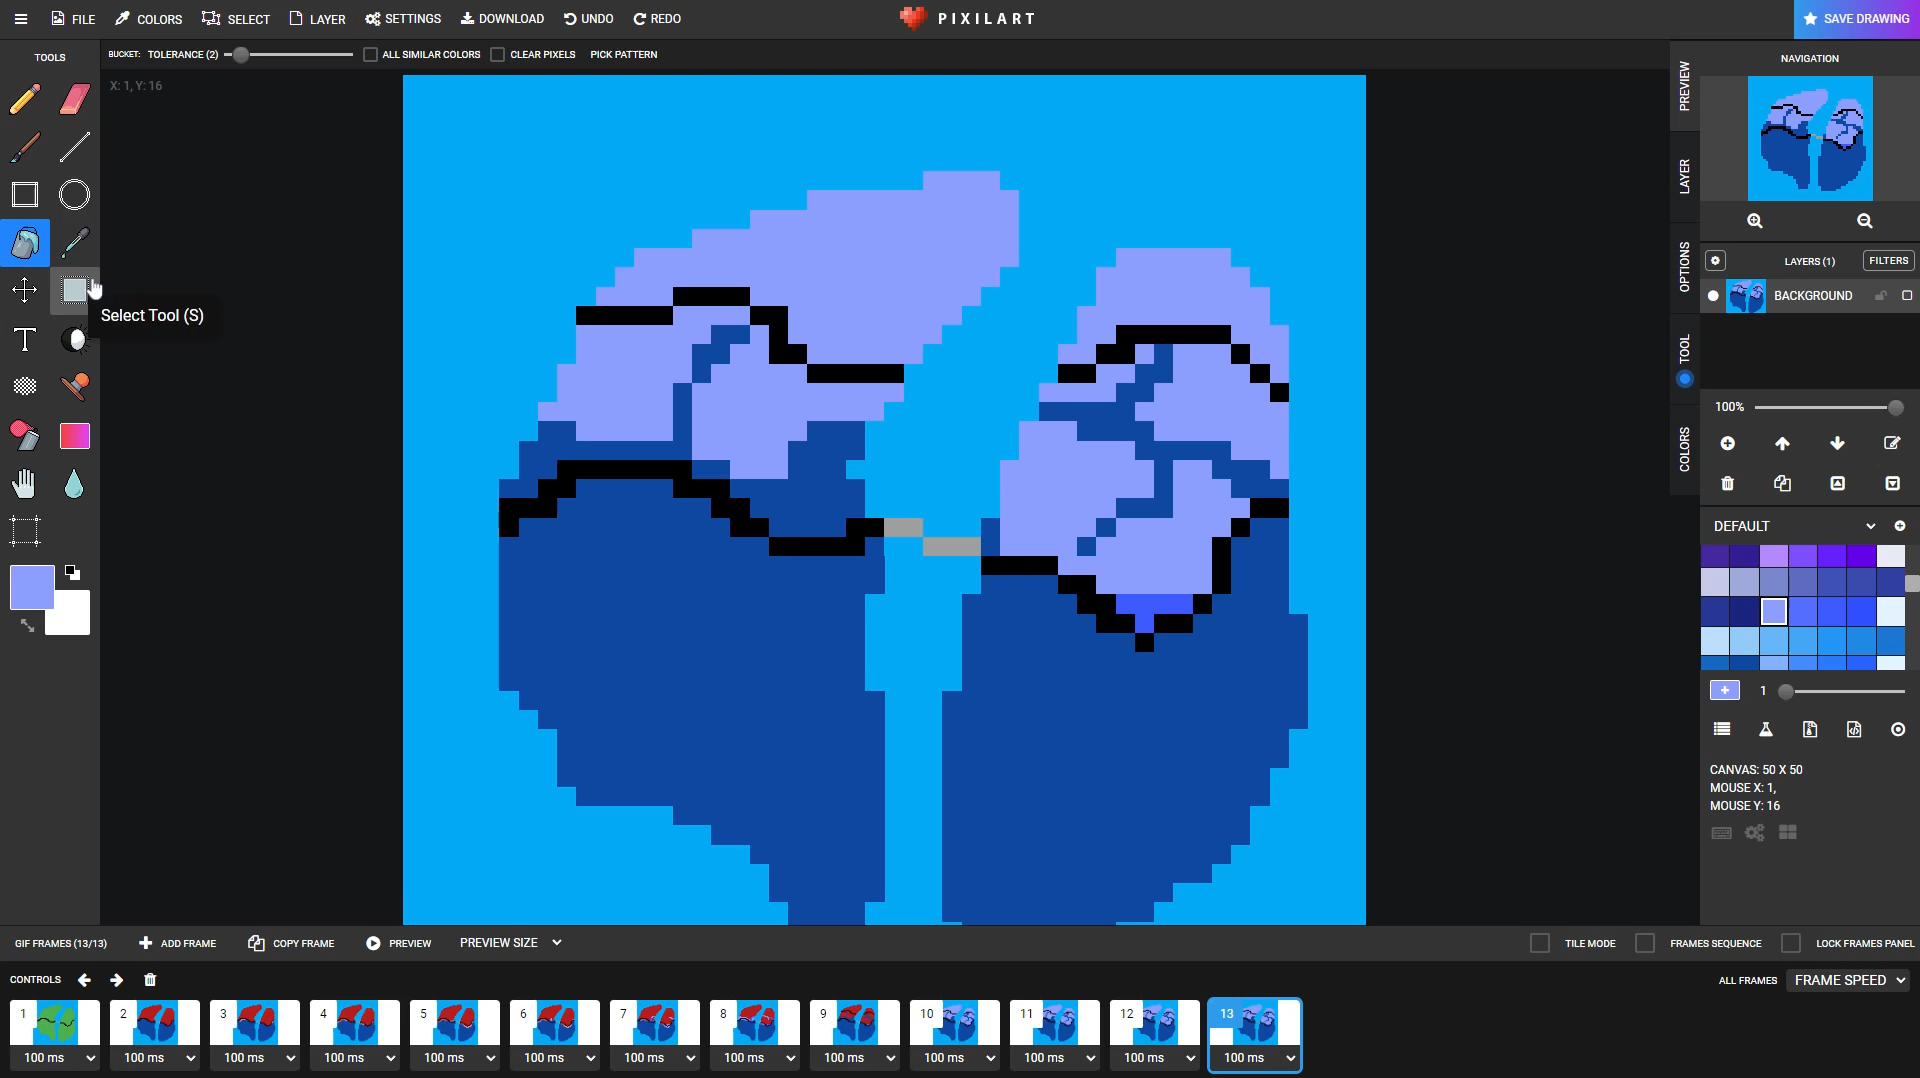 FILE COLORS SELECT LAYER SETTINGS DOWNLOAD UNDO REDO PIXILART SAVE DRAWING
TOOLS BUCKET: TOLERANCE (2) ALL SIMILAR COLORS CLEAR PIXELS PICK PATTERN NAVIGATION
X: 1, Y: 16
PREVIEW
LAYER
OPTIONS
TOOL
COLORS
LAYERS (1) FILTERS
BACKGROUND
Select Tool (S)
T
100%
DEFAULT
1
CANVAS: 50 X 50
MOUSE X: 1,
MOUSE Y: 16
GIF FRAMES (13/13) ADD FRAME COPY FRAME PREVIEW PREVIEW SIZE TILE MODE FRAMES SEQUENCE LOCK FRAMES PANEL
CONTROLS ALL FRAMES FRAME SPEED
1 2 3 4 5 6 7 8 9 10 11 12 13
100 ms 100 ms 100 ms 100 ms 100 ms 100 ms 100 ms 100 ms 100 ms 100 ms 100 ms 100 ms 100 ms